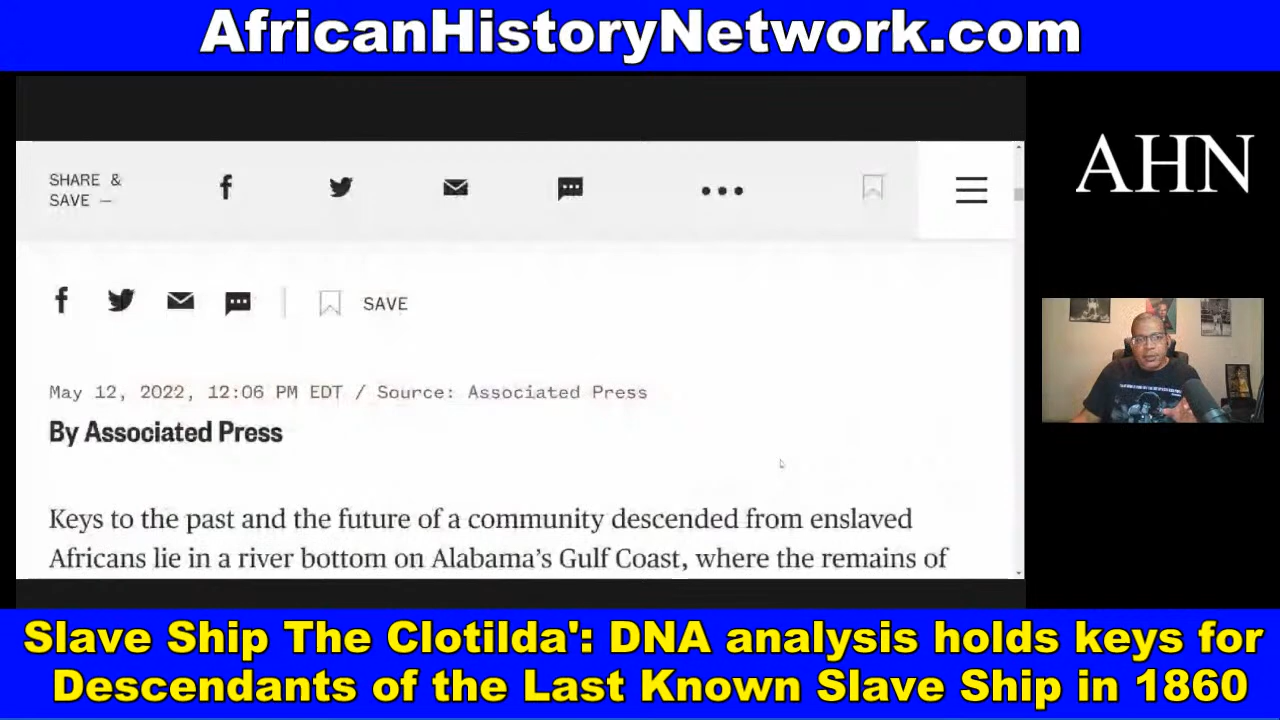 AfricanHistoryNetwork.com
AHN
SHARE &
SAVE —
SAVE
May 12, 2022, 12:06 PM EDT / Source: Associated Press
By Associated Press
Keys to the past and the future of a community descended from enslaved
Africans lie in a river bottom on Alabama’s Gulf Coast, where the remains of
Slave Ship The Clotilda': DNA analysis holds keys for
Descendants of the Last Known Slave Ship in 1860